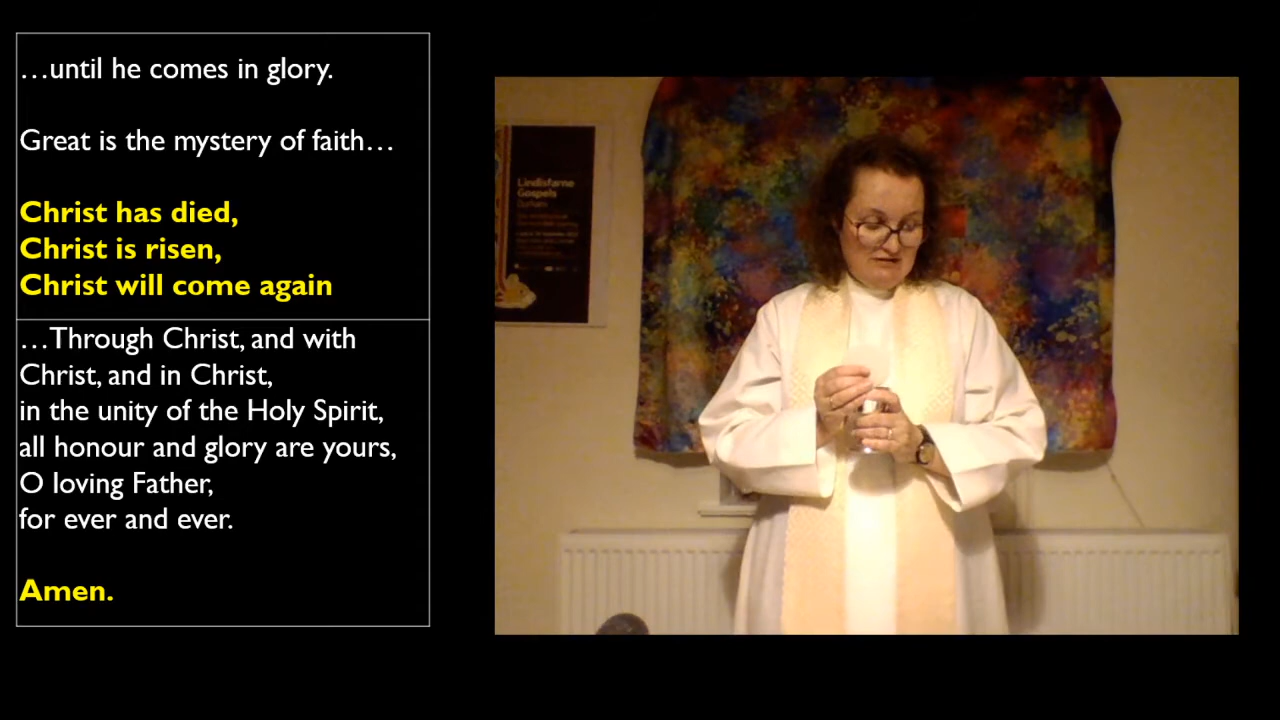 …until he comes in glory.
Great is the mystery of faith…
Christ has died,
Christ is risen,
Christ will come again
…Through Christ, and with
Christ, and in Christ,
in the unity of the Holy Spirit,
all honour and glory are yours,
O loving Father,
for ever and ever.
Amen.
Lindisfarne
Gospels
Durham